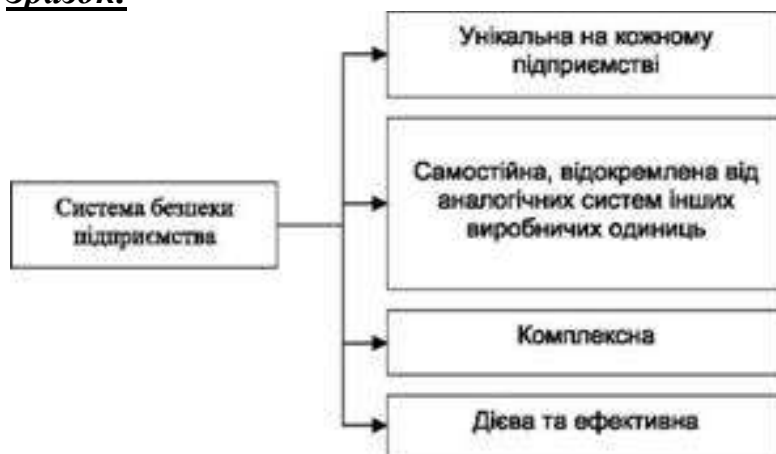 Зразок:
Унікальна на кожному
підприємстві
Самостійна, відокремлена від
аналогічних систем інших
виробничих одиниць
Система безпеки
підприємства
Комплексна
Дієва та ефективна